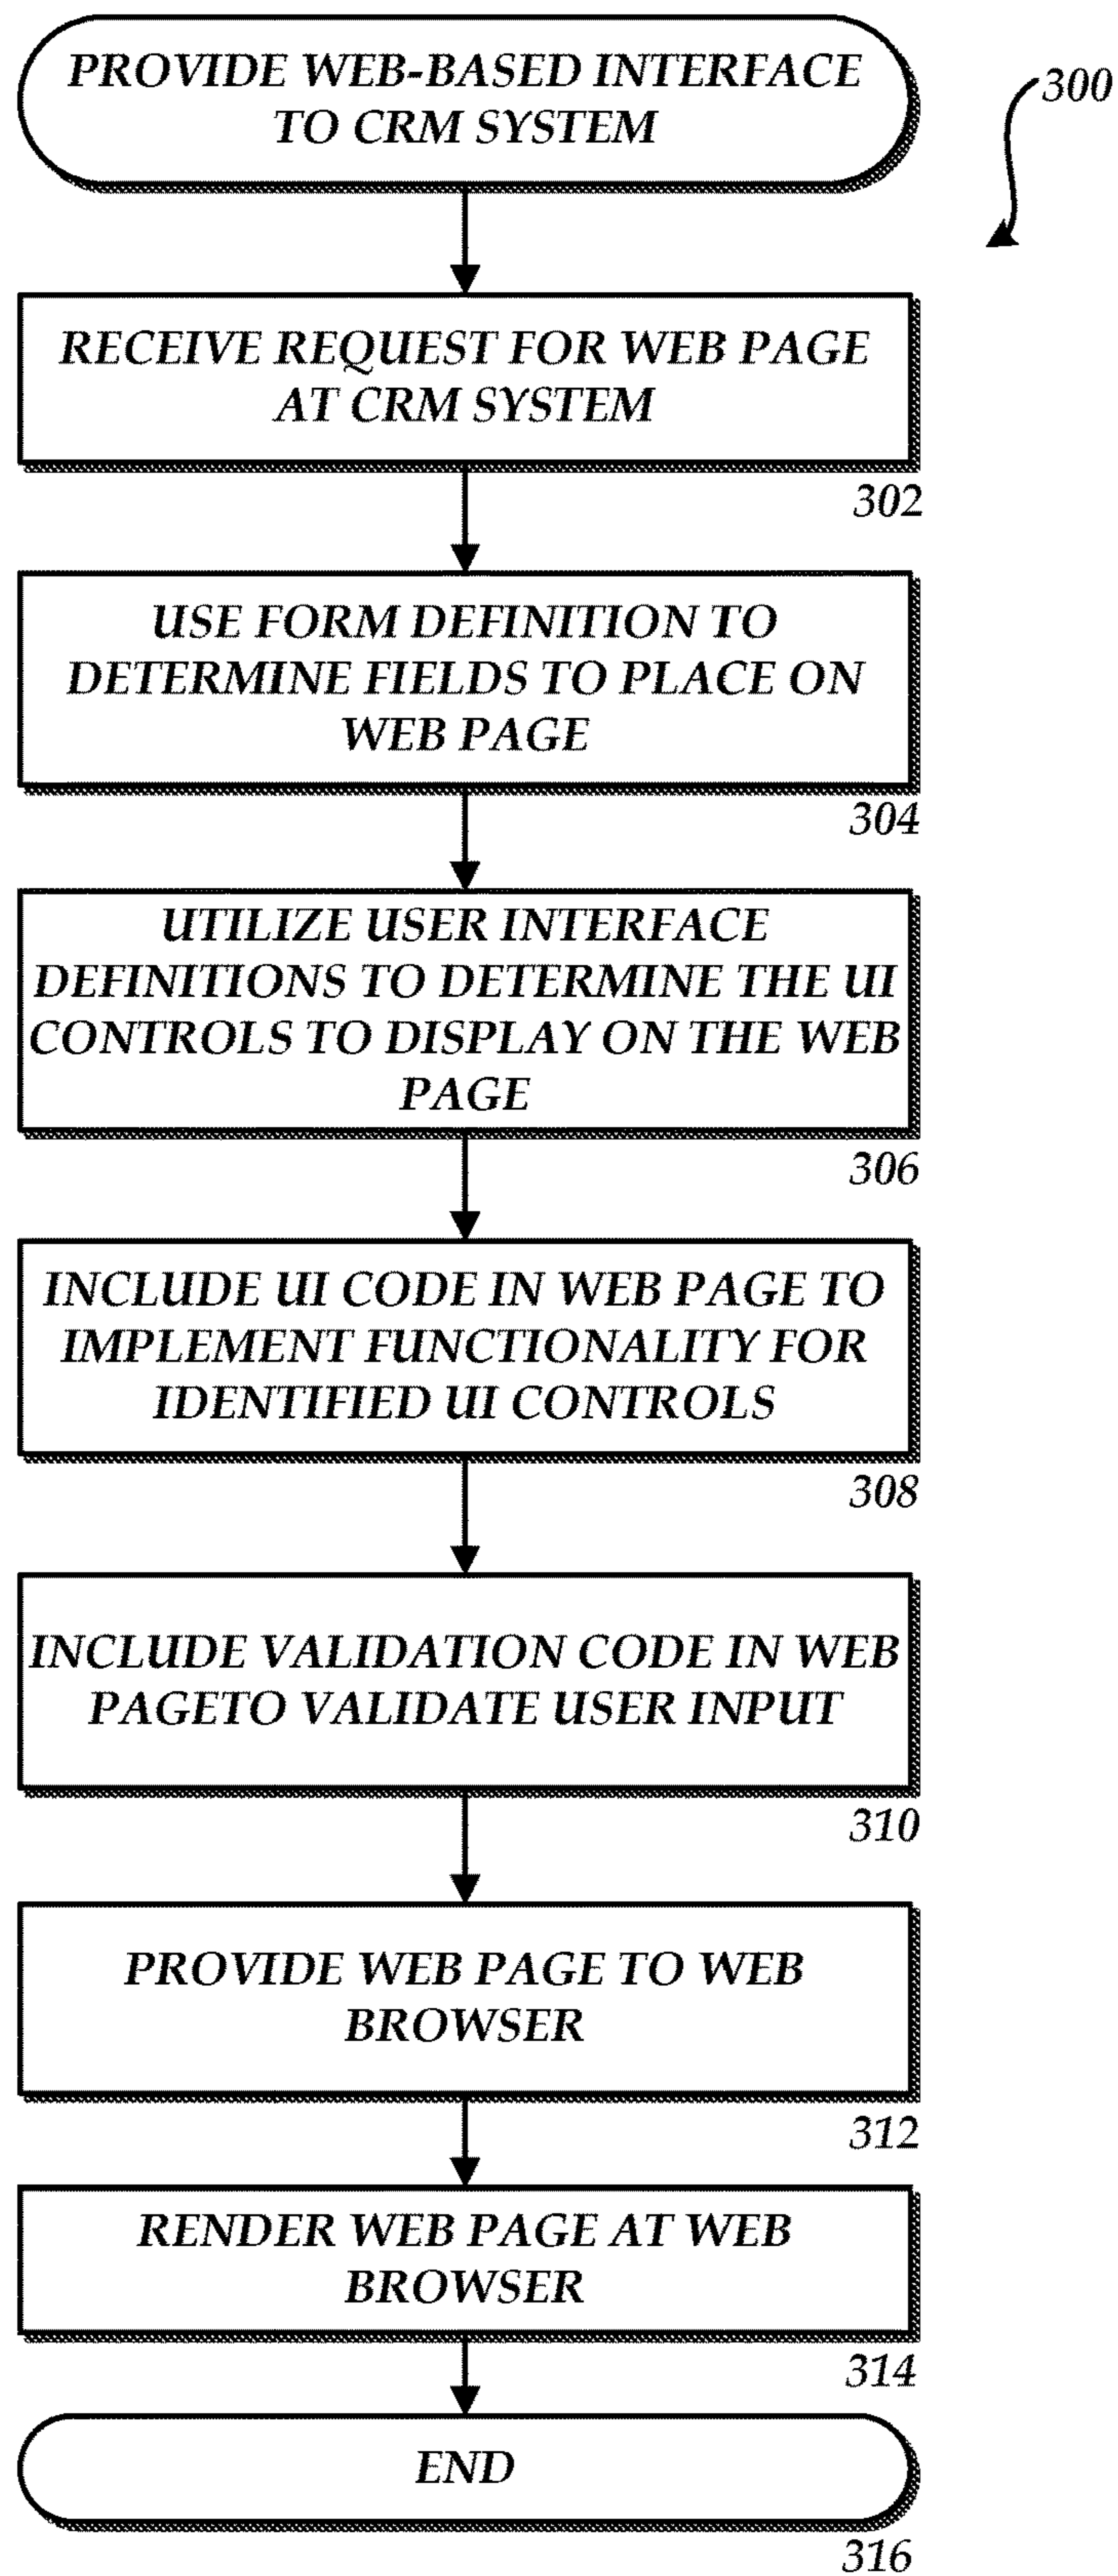 PROVIDE WEB-BASED INTERFACE
TO CRM SYSTEM
300
RECEIVE REQUEST FOR WEB PAGE
AT CRM SYSTEM
302
USE FORM DEFINITION TO
DETERMINE FIELDS TO PLACE ON
WEB PAGE
304
UTILIZE USER INTERFACE
DEFINITIONS TO DETERMINE THE UI
CONTROLS TO DISPLAY ON THE WEB
PAGE
306
INCLUDE UI CODE IN WEB PAGE TO
IMPLEMENT FUNCTIONALITY FOR
IDENTIFIED UI CONTROLS
308
INCLUDE VALIDATION CODE IN WEB
PAGETO VALIDATE USER INPUT
310
PROVIDE WEB PAGE TO WEB
BROWSER
312
RENDER WEB PAGE AT WEB
BROWSER
314
END
316